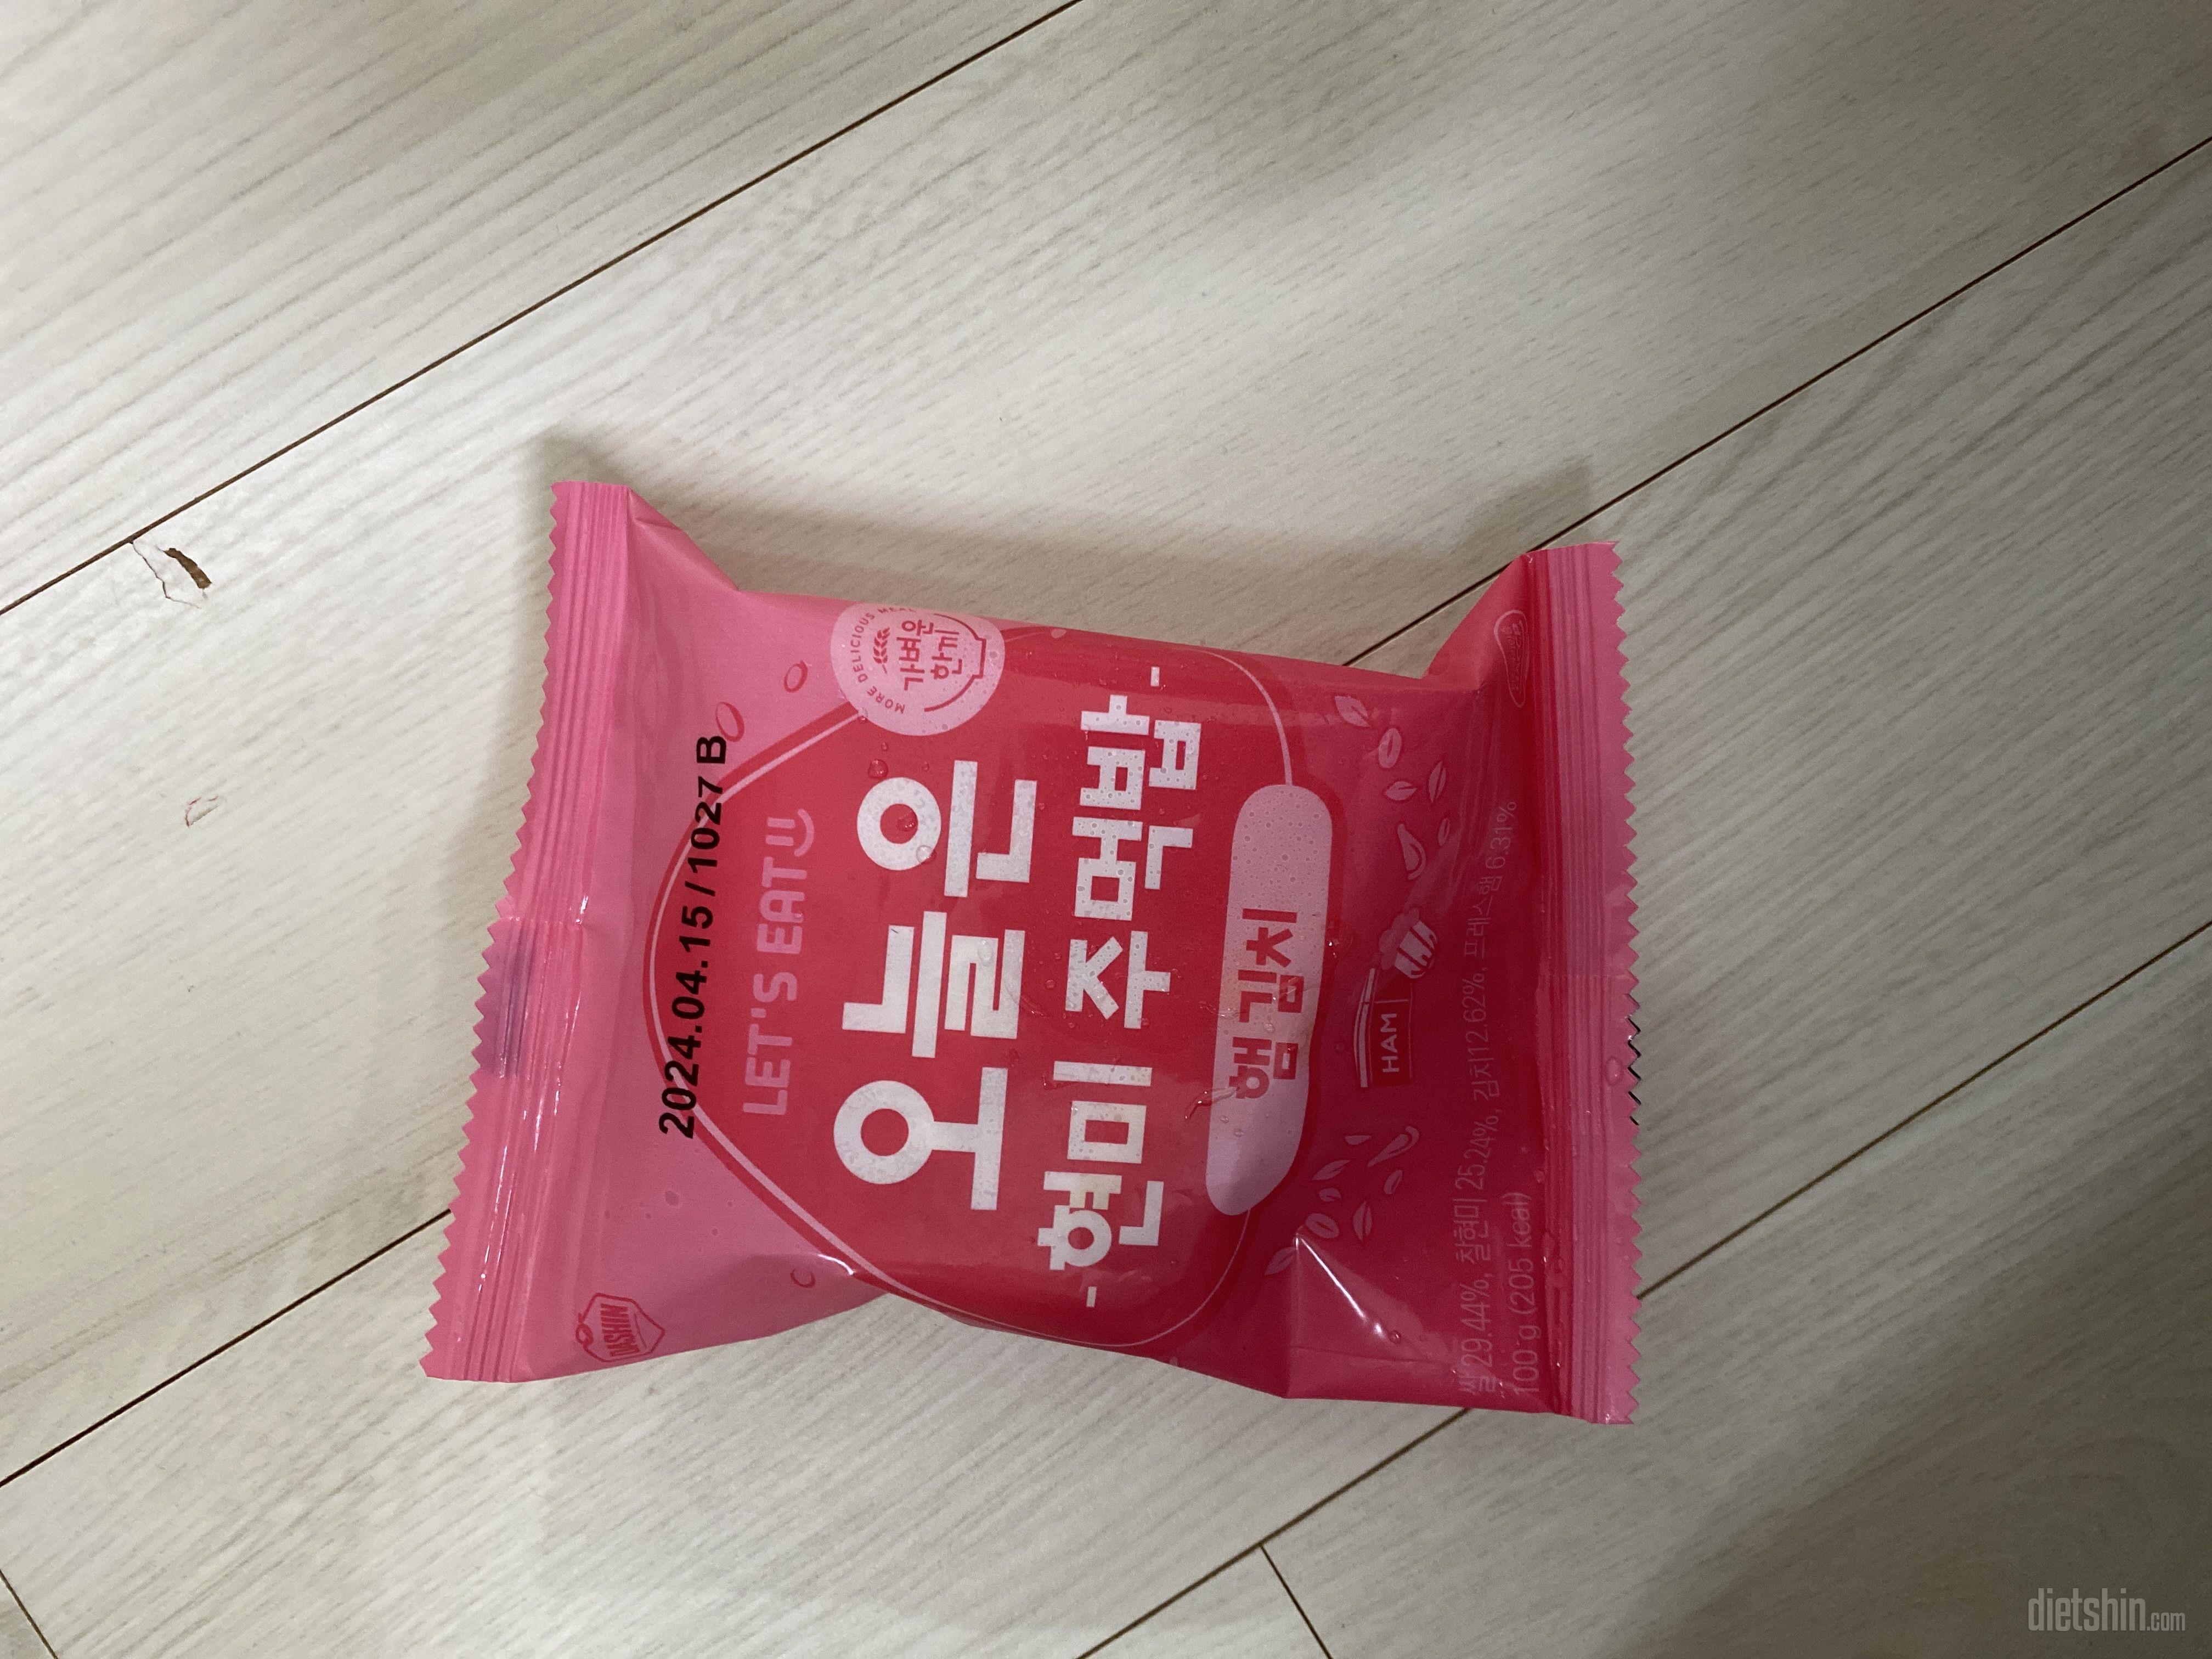 2024.04.15 / 1027 B
LET'S EAT
MORE DELICIOUS MEAL
가벼운
한끼
오늘은
- 현미 주먹밥 -
햄김치
HAM
DASHIN
쌀 29.44%, 찰현미 25.24%, 김치12.62%, 프레스햄6.31%
100 g (205 kcal)
dietshin.com